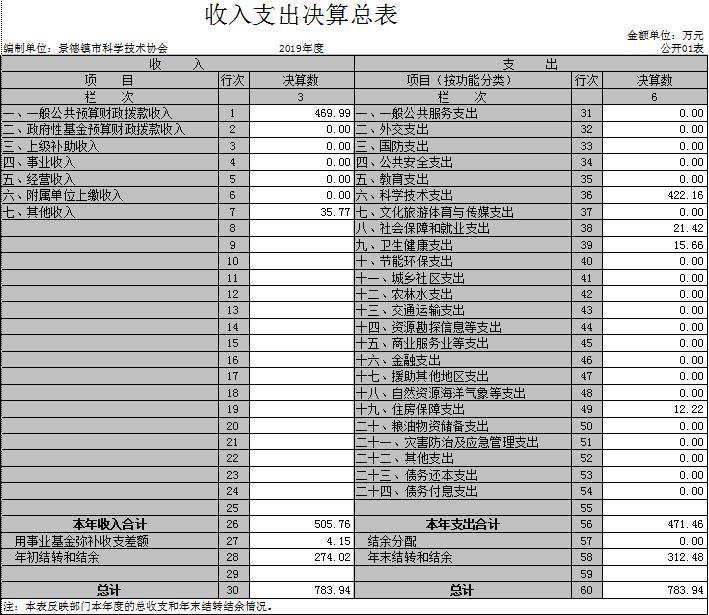 收入支出决算总表
金额单位：万元
编制单位：景德镇市科学技术协会 2019年度 公开01表
收 入 支 出
项 目 行次 决算数 项目（按功能分类） 行次 决算数
栏 次 3 栏 次 6
一、一般公共预算财政拨款收入 1 469.99 一、一般公共服务支出 31 0.00
二、政府性基金预算财政拨款收入 2 0.00 二、外交支出 32 0.00
三、上级补助收入 3 0.00 三、国防支出 33 0.00
四、事业收入 4 0.00 四、公共安全支出 34 0.00
五、经营收入 5 0.00 五、教育支出 35 0.00
六、附属单位上缴收入 6 0.00 六、科学技术支出 36 422.16
七、其他收入 7 35.77 七、文化旅游体育与传媒支出 37 0.00
8 八、社会保障和就业支出 38 21.42
9 九、卫生健康支出 39 15.66
10 十、节能环保支出 40 0.00
11 十一、城乡社区支出 41 0.00
12 十二、农林水支出 42 0.00
13 十三、交通运输支出 43 0.00
14 十四、资源勘探信息等支出 44 0.00
15 十五、商业服务业等支出 45 0.00
16 十六、金融支出 46 0.00
17 十七、援助其他地区支出 47 0.00
18 十八、自然资源海洋气象等支出 48 0.00
19 十九、住房保障支出 49 12.22
20 二十、粮油物资储备支出 50 0.00
21 二十一、灾害防治及应急管理支出 51 0.00
22 二十二、其他支出 52 0.00
23 二十三、债务还本支出 53 0.00
24 二十四、债务付息支出 54 0.00
25 55
本年收入合计 26 505.76 本年支出合计 56 471.46
用事业基金弥补收支差额 27 4.15 结余分配 57 0.00
年初结转和结余 28 274.02 年末结转和结余 58 312.48
29 59
总计 30 783.94 总计 60 783.94
注：本表反映部门本年度的总收支和年末结转结余情况。